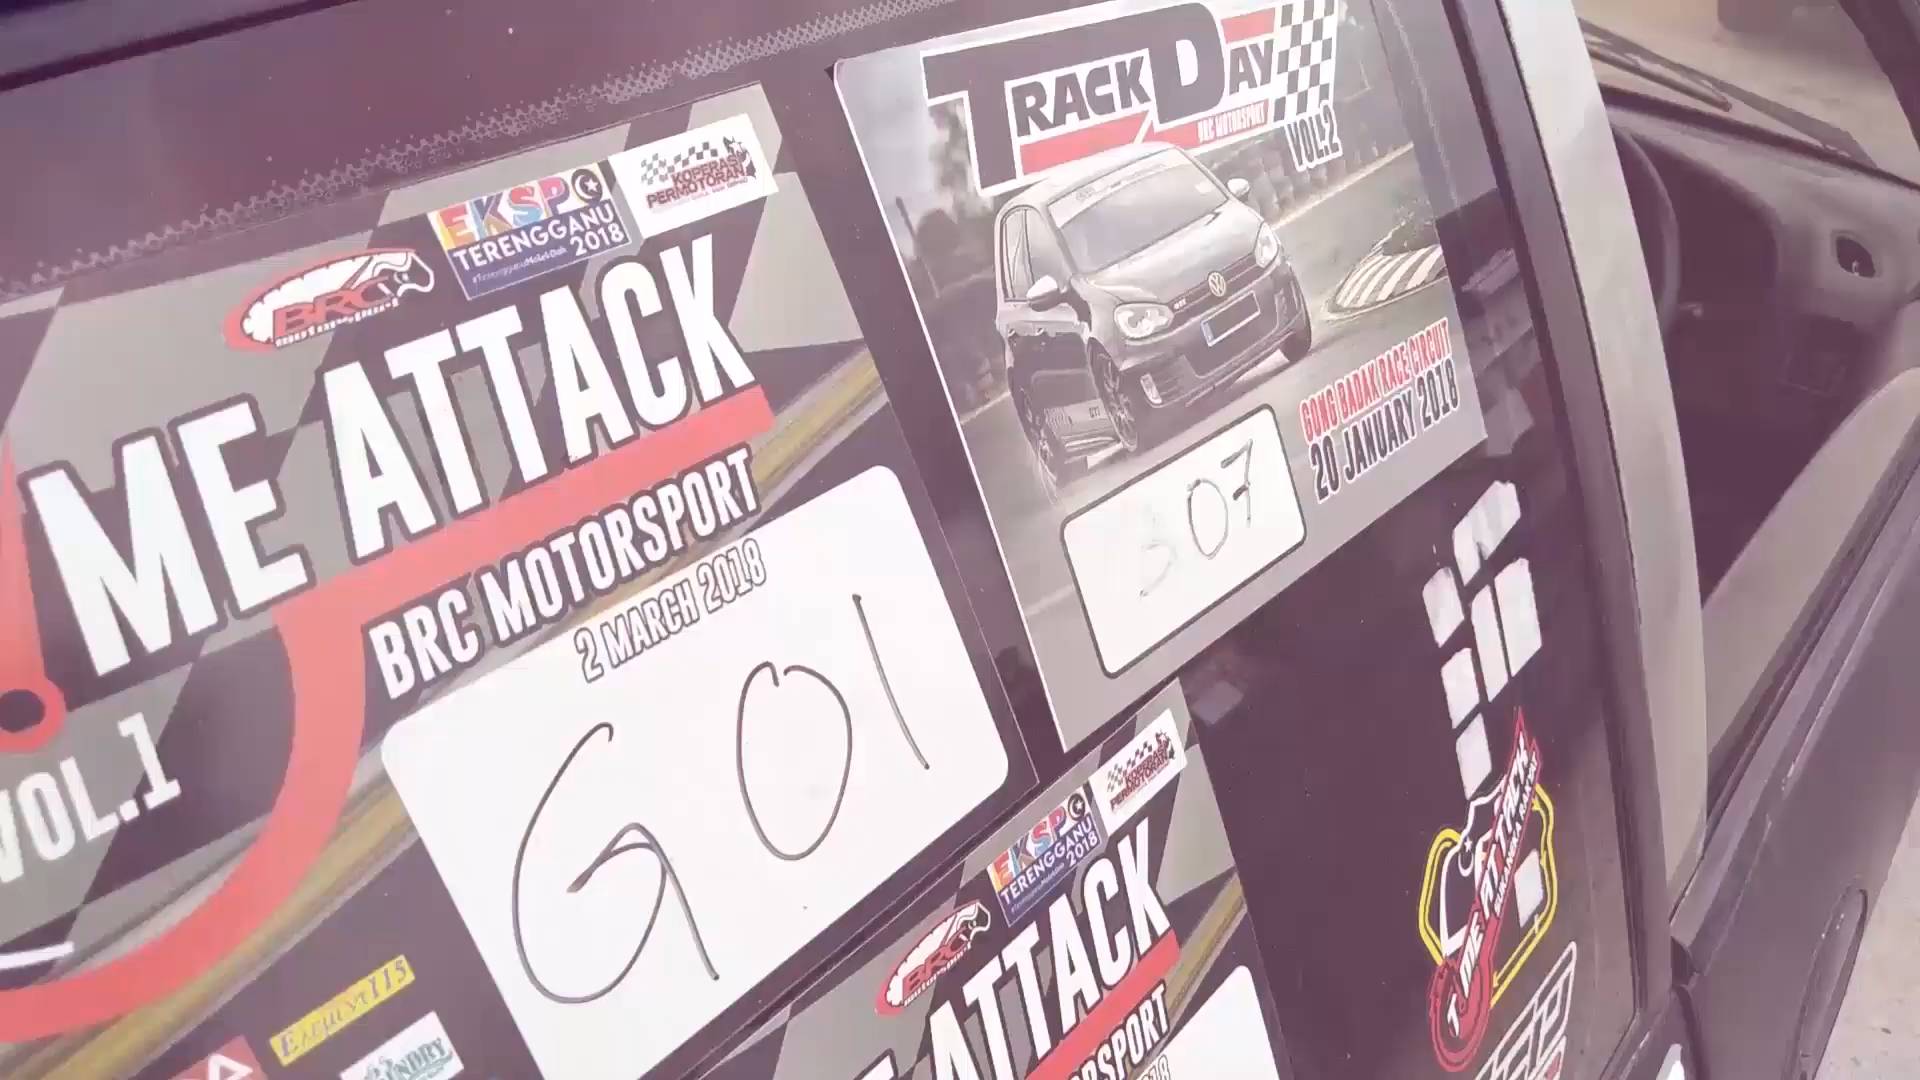 EKSPO
TERENGGANU
2018
KOPERASI
PERMOTORAN
BRC
motorsport
ME ATTACK
BRC MOTORSPORT
2 MARCH 2018
VOL.1
G01
TRACK DAY
BRC MOTORSPORT
VOL.2
GONG BADAK RACE CIRCUIT
20 JANUARY 2018
307
EKSPO
TERENGGANU
2018
KOPERASI
PERMOTORAN
BRC
ATTACK
TIME ATTACK